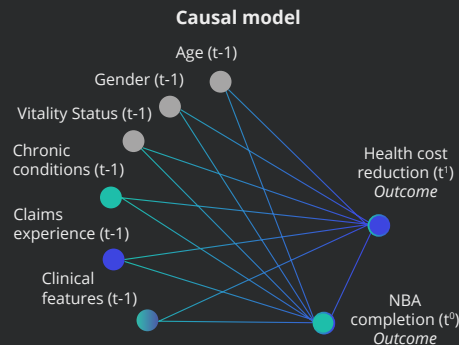 Causal model
Age (t-1)
Gender (t-1)
Vitality Status (t-1)
Chronic
conditions (t-1)
Claims
experience (t-1)
Clinical
features (t-1)
Health cost
reduction (t¹)
Outcome
NBA
completion (t⁰)
Outcome